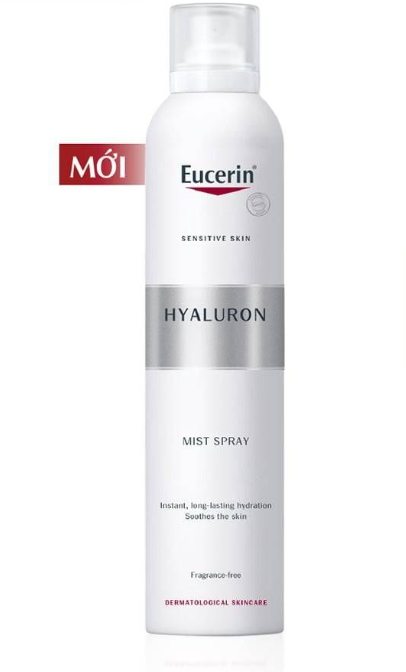 MỚI
Eucerin®
SENSITIVE SKIN
HYALURON
MIST SPRAY
Instant, long-lasting hydration
Soothes the skin
Fragrance-free
DERMATOLOGICAL SKINCARE